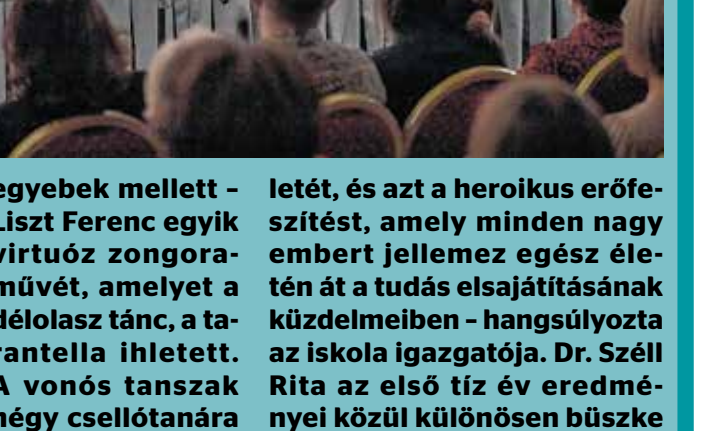 egyebek mellett –
Liszt Ferenc egyik
virtuóz zongora-
művét, amelyet a
délolasz tánc, a ta-
rantella ihletett.
A vonós tanszak
négy csellótanára
letét, és azt a heroikus erőfe-
szítést, amely minden nagy
embert jellemez egész éle-
tén át a tudás elsajátításának
küzdelmeiben – hangsúlyozta
az iskola igazgatója. Dr. Széll
Rita az első tíz év eredmé-
nyei közül különösen büszke